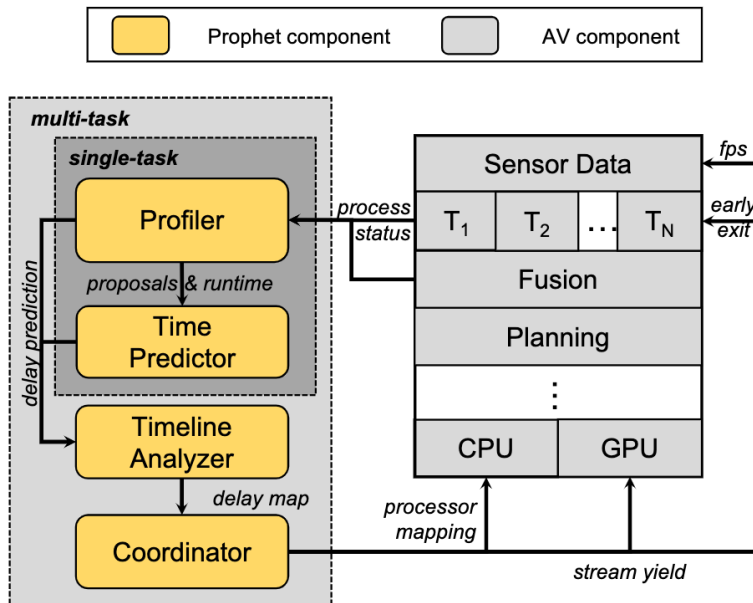 Prophet component
AV component
multi-task
single-task
Profiler
proposals & runtime
Time
Predictor
delay prediction
Timeline
Analyzer
delay map
Coordinator
process
status
Sensor Data
T1
T2
...
TN
Fusion
Planning
⋮
CPU
GPU
fps
early
exit
processor
mapping
stream yield